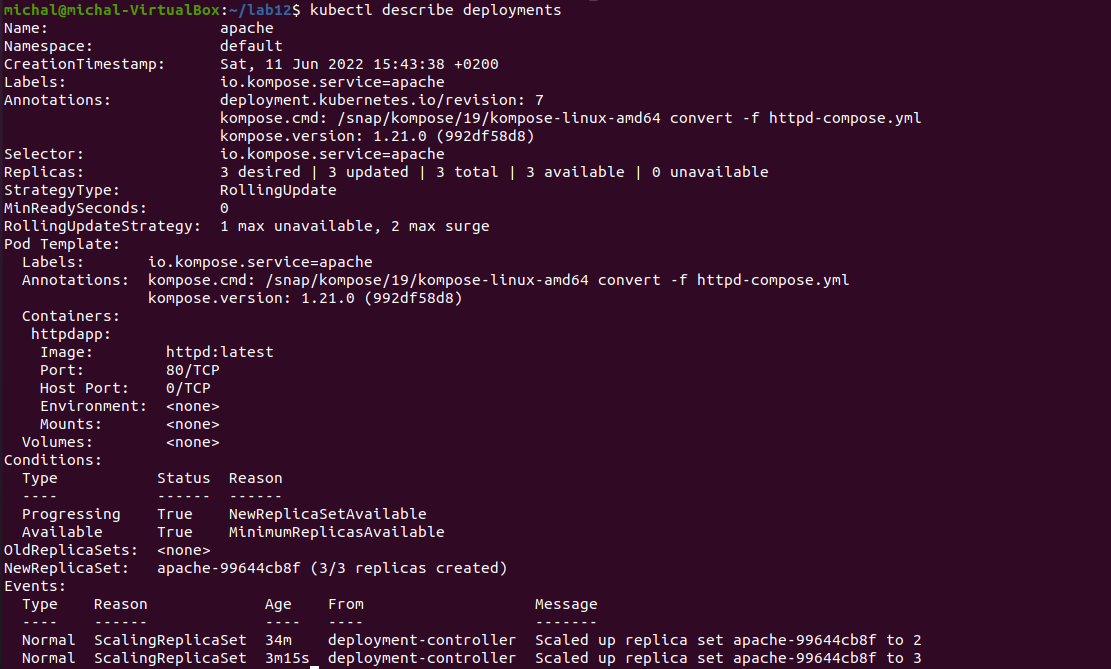 michal@michal-VirtualBox:~/lab12$ kubectl describe deployments
Name:                   apache
Namespace:              default
CreationTimestamp:      Sat, 11 Jun 2022 15:43:38 +0200
Labels:                 io.kompose.service=apache
Annotations:            deployment.kubernetes.io/revision: 7
                        kompose.cmd: /snap/kompose/19/kompose-linux-amd64 convert -f httpd-compose.yml
                        kompose.version: 1.21.0 (992df58d8)
Selector:               io.kompose.service=apache
Replicas:               3 desired | 3 updated | 3 total | 3 available | 0 unavailable
StrategyType:           RollingUpdate
MinReadySeconds:        0
RollingUpdateStrategy:  1 max unavailable, 2 max surge
Pod Template:
  Labels:       io.kompose.service=apache
  Annotations:  kompose.cmd: /snap/kompose/19/kompose-linux-amd64 convert -f httpd-compose.yml
                kompose.version: 1.21.0 (992df58d8)
  Containers:
   httpdapp:
    Image:        httpd:latest
    Port:         80/TCP
    Host Port:    0/TCP
    Environment:  <none>
    Mounts:       <none>
  Volumes:        <none>
Conditions:
  Type           Status  Reason
  ----           ------  ------
  Progressing    True    NewReplicaSetAvailable
  Available      True    MinimumReplicasAvailable
OldReplicaSets:  <none>
NewReplicaSet:   apache-99644cb8f (3/3 replicas created)
Events:
  Type    Reason             Age    From                   Message
  ----    ------             ----   ----                   -------
  Normal  ScalingReplicaSet  34m    deployment-controller  Scaled up replica set apache-99644cb8f to 2
  Normal  ScalingReplicaSet  3m15s  deployment-controller  Scaled up replica set apache-99644cb8f to 3